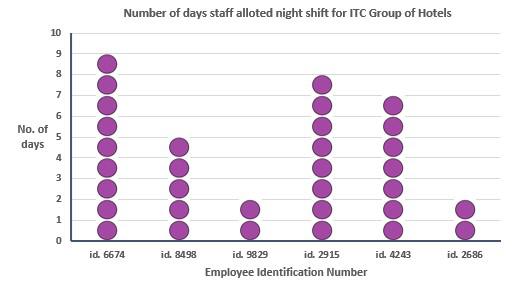 Number of days staff alloted night shift for ITC Group of Hotels
10
9
8
7
6
5
4
3
2
1
0
No. of
days
id. 6674 id. 8498 id. 9829 id. 2915 id. 4243 id. 2686
Employee Identification Number